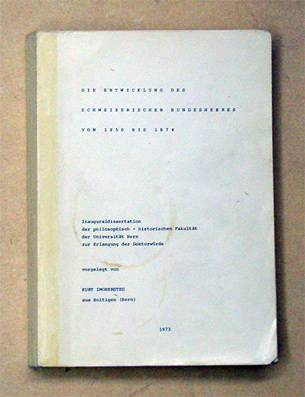 DIE ENTWICKLUNG DES
SCHWEIZERISCHEN BUNDESHEERES
VON 1850 BIS 1874
Inauguraldissertation
der philosophisch - historischen Fakultät
der Universität Bern
zur Erlangung der Doktorwürde
vorgelegt von
KURT IMOBERSTEG
aus Boltigen (Bern)
1973